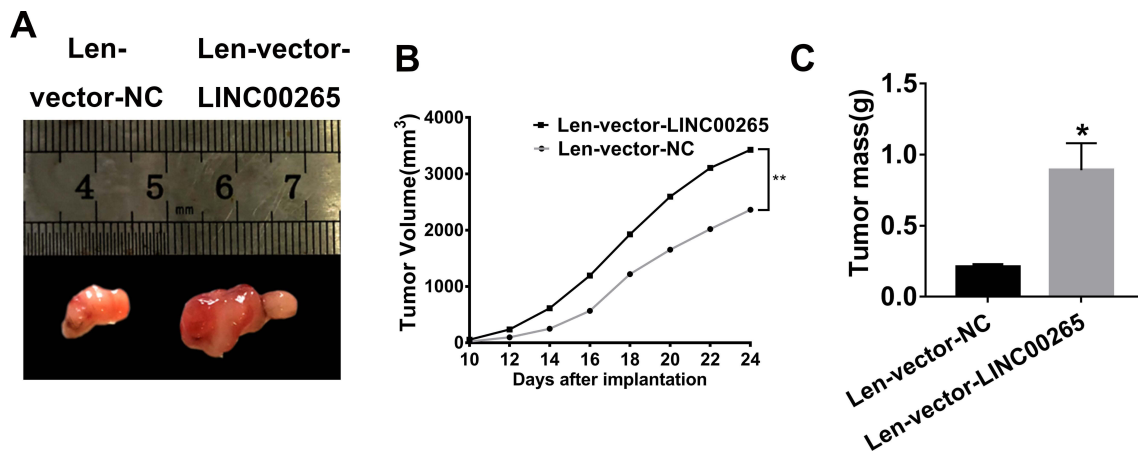 A
Len-
vector-NC
Len-vector-
LINC00265
4 5 6 7
mm
B
Tumor Volume(mm³)
4000
3000
2000
1000
0
Len-vector-LINC00265
Len-vector-NC
**
10 12 14 16 18 20 22 24
Days after implantation
C
Tumor mass(g)
1.5
1.0
0.5
0.0
*
Len-vector-NC
Len-vector-LINC00265